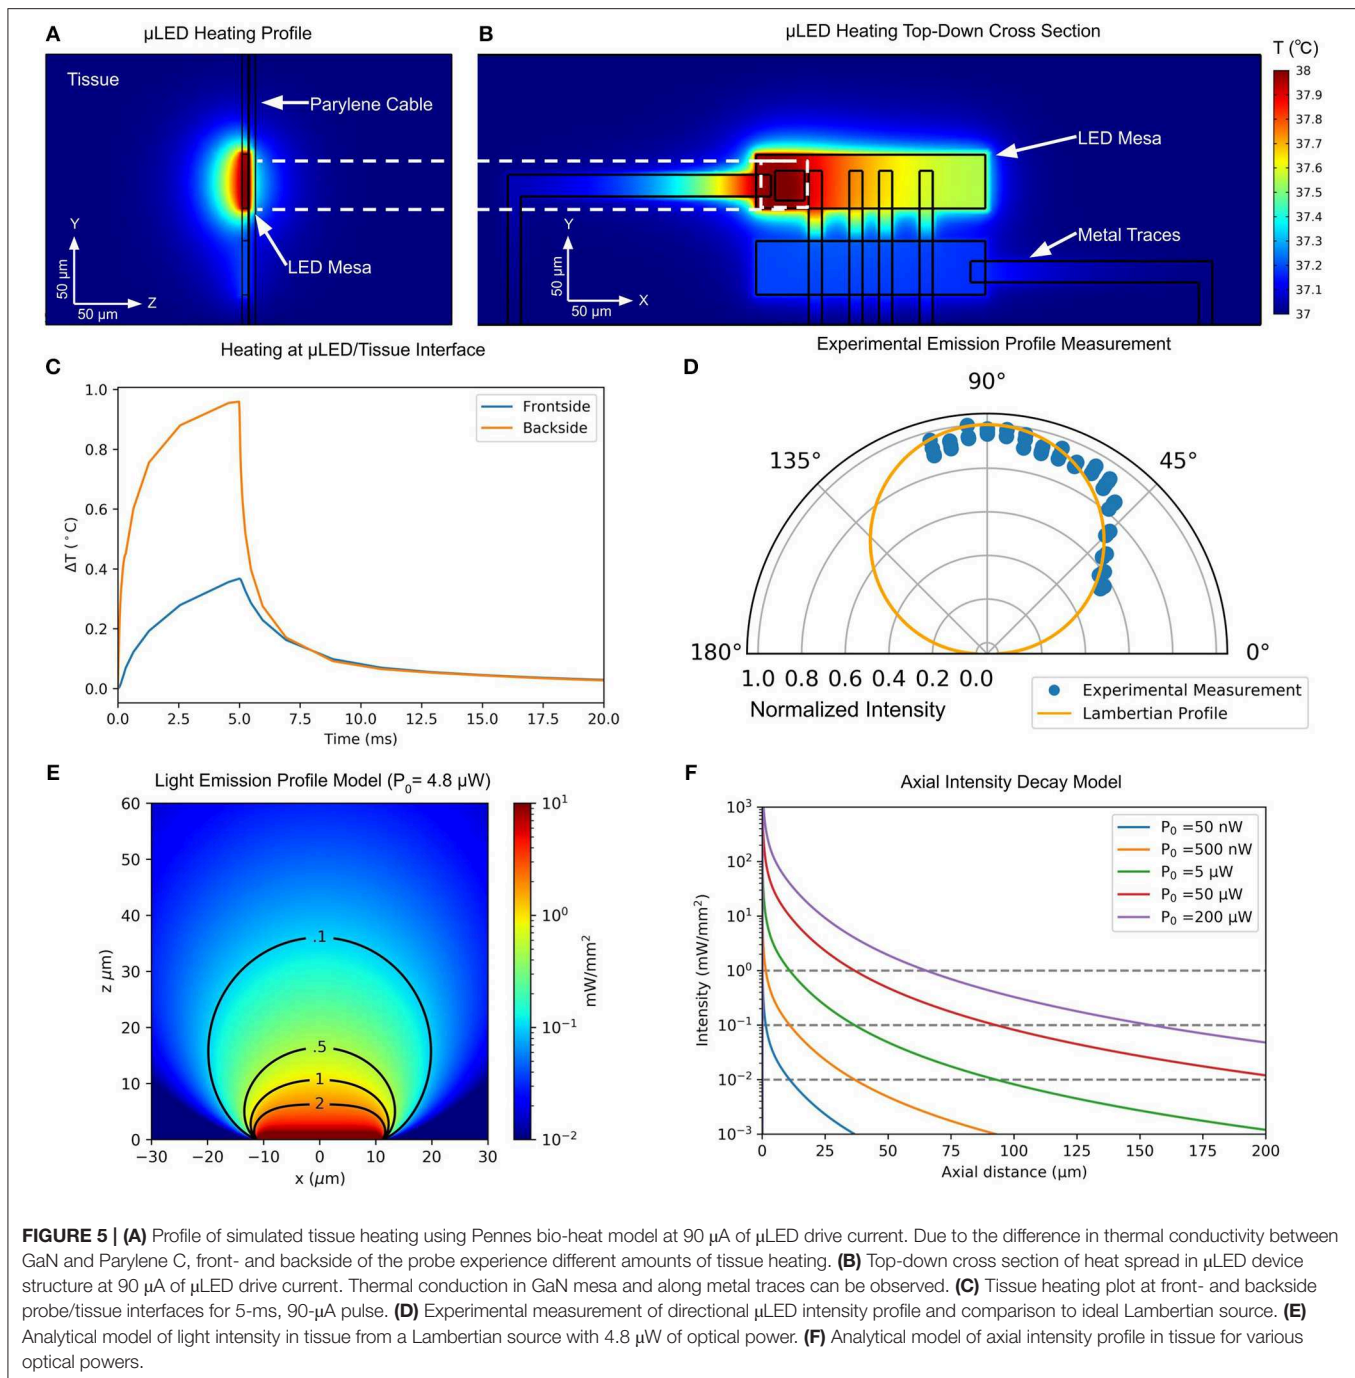 A
µLED Heating Profile
Tissue
Parylene Cable
LED Mesa
Y
50 µm
50 µm
Z
B
µLED Heating Top-Down Cross Section
LED Mesa
Metal Traces
Y
50 µm
50 µm
X
T (°C)
38
37.9
37.8
37.7
37.6
37.5
37.4
37.3
37.2
37.1
37
C
Heating at µLED/Tissue Interface
Frontside
Backside
1.0
0.8
0.6
0.4
0.2
0.0
ΔT (°C)
0.0 2.5 5.0 7.5 10.0 12.5 15.0 17.5 20.0
Time (ms)
Experimental Emission Profile Measurement
D
90°
135°
45°
180°
0°
1.0 0.8 0.6 0.4 0.2 0.0
Normalized Intensity
Experimental Measurement
Lambertian Profile
E
Light Emission Profile Model (P₀= 4.8 µW)
60
50
40
30
20
10
0
z µm)
.1
.5
1
2
−30 −20 −10 0 10 20 30
x (µm)
10¹
10⁰
10⁻¹
10⁻²
mW/mm²
F
Axial Intensity Decay Model
P₀ =50 nW
P₀ =500 nW
P₀ =5 µW
P₀ =50 µW
P₀ =200 µW
10³
10²
10¹
10⁰
10⁻¹
10⁻²
10⁻³
Intensity (mW/mm²)
0 25 50 75 100 125 150 175 200
Axial distance (µm)
FIGURE 5 | (A) Profile of simulated tissue heating using Pennes bio-heat model at 90 µA of µLED drive current. Due to the difference in thermal conductivity between
GaN and Parylene C, front- and backside of the probe experience different amounts of tissue heating. (B) Top-down cross section of heat spread in µLED device
structure at 90 µA of µLED drive current. Thermal conduction in GaN mesa and along metal traces can be observed. (C) Tissue heating plot at front- and backside
probe/tissue interfaces for 5-ms, 90-µA pulse. (D) Experimental measurement of directional µLED intensity profile and comparison to ideal Lambertian source. (E)
Analytical model of light intensity in tissue from a Lambertian source with 4.8 µW of optical power. (F) Analytical model of axial intensity profile in tissue for various
optical powers.